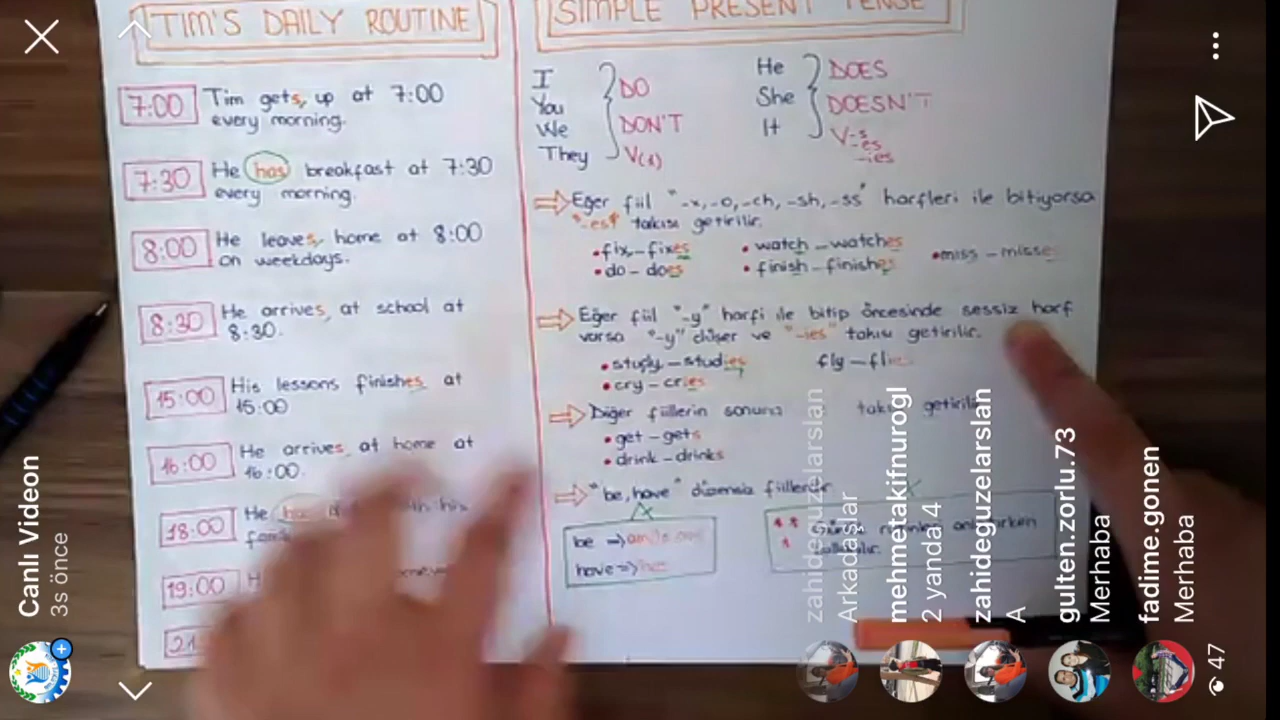 TIM'S DAILY ROUTINE
7:00 Tim gets up at 7:00
every morning.
7:30 He has breakfast at 7:30
every morning.
8:00 He leaves home at 8:00
on weekdays.
8:30 He arrives at school at
8:30.
15:00 His lessons finishes at
15:00
16:00 He arrives at home at
16:00.
18:00 He his
19:00
21
SIMPLE PRESENT TENSE
I
You
We
They
DO
DON'T
V(1)
He
She
It
DOES
DOESN'T
V-s
-es
-ies
Eğer fiil "-x, -o, -ch, -sh, -ss" harfleri ile bitiyorsa
"-es" takısı getirilir.
• fix - fixes • watch - watches • miss - misses
• do - does • finish - finishes
Eğer fiil "-y" harfi ile bitip öncesinde sessiz harf
varsa "-y" düşer ve "-ies" takısı getirilir.
• study - studies fly - flies
• cry - cries
Diğer fiillerin sonuna takısı getirilir
• get - gets
• drink - drinks
"be, have" düzensiz fiillerdir
be => am/is/are
have => has
Canlı Videon
3s önce
zahideguzelarslan
Arkadaşlar
mehmetakifnurogl
2 yanda 4
zahideguzelarslan
A
gulten.zorlu.73
Merhaba
fadime.gonen
Merhaba
47